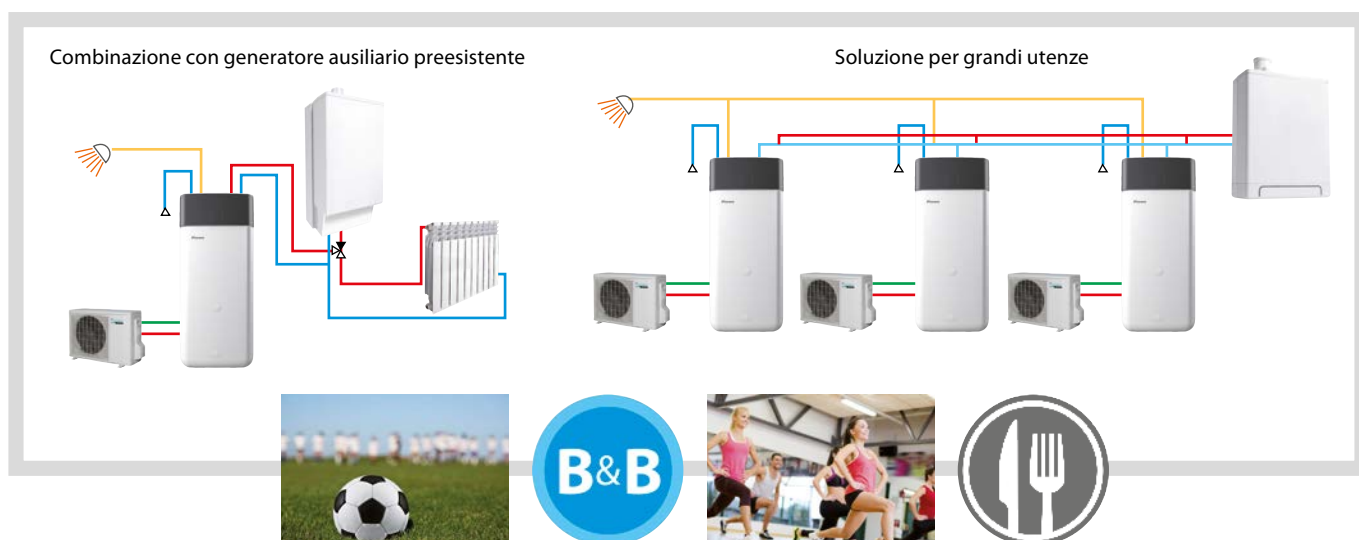 Combinazione con generatore ausiliario preesistente
Soluzione per grandi utenze
B&B